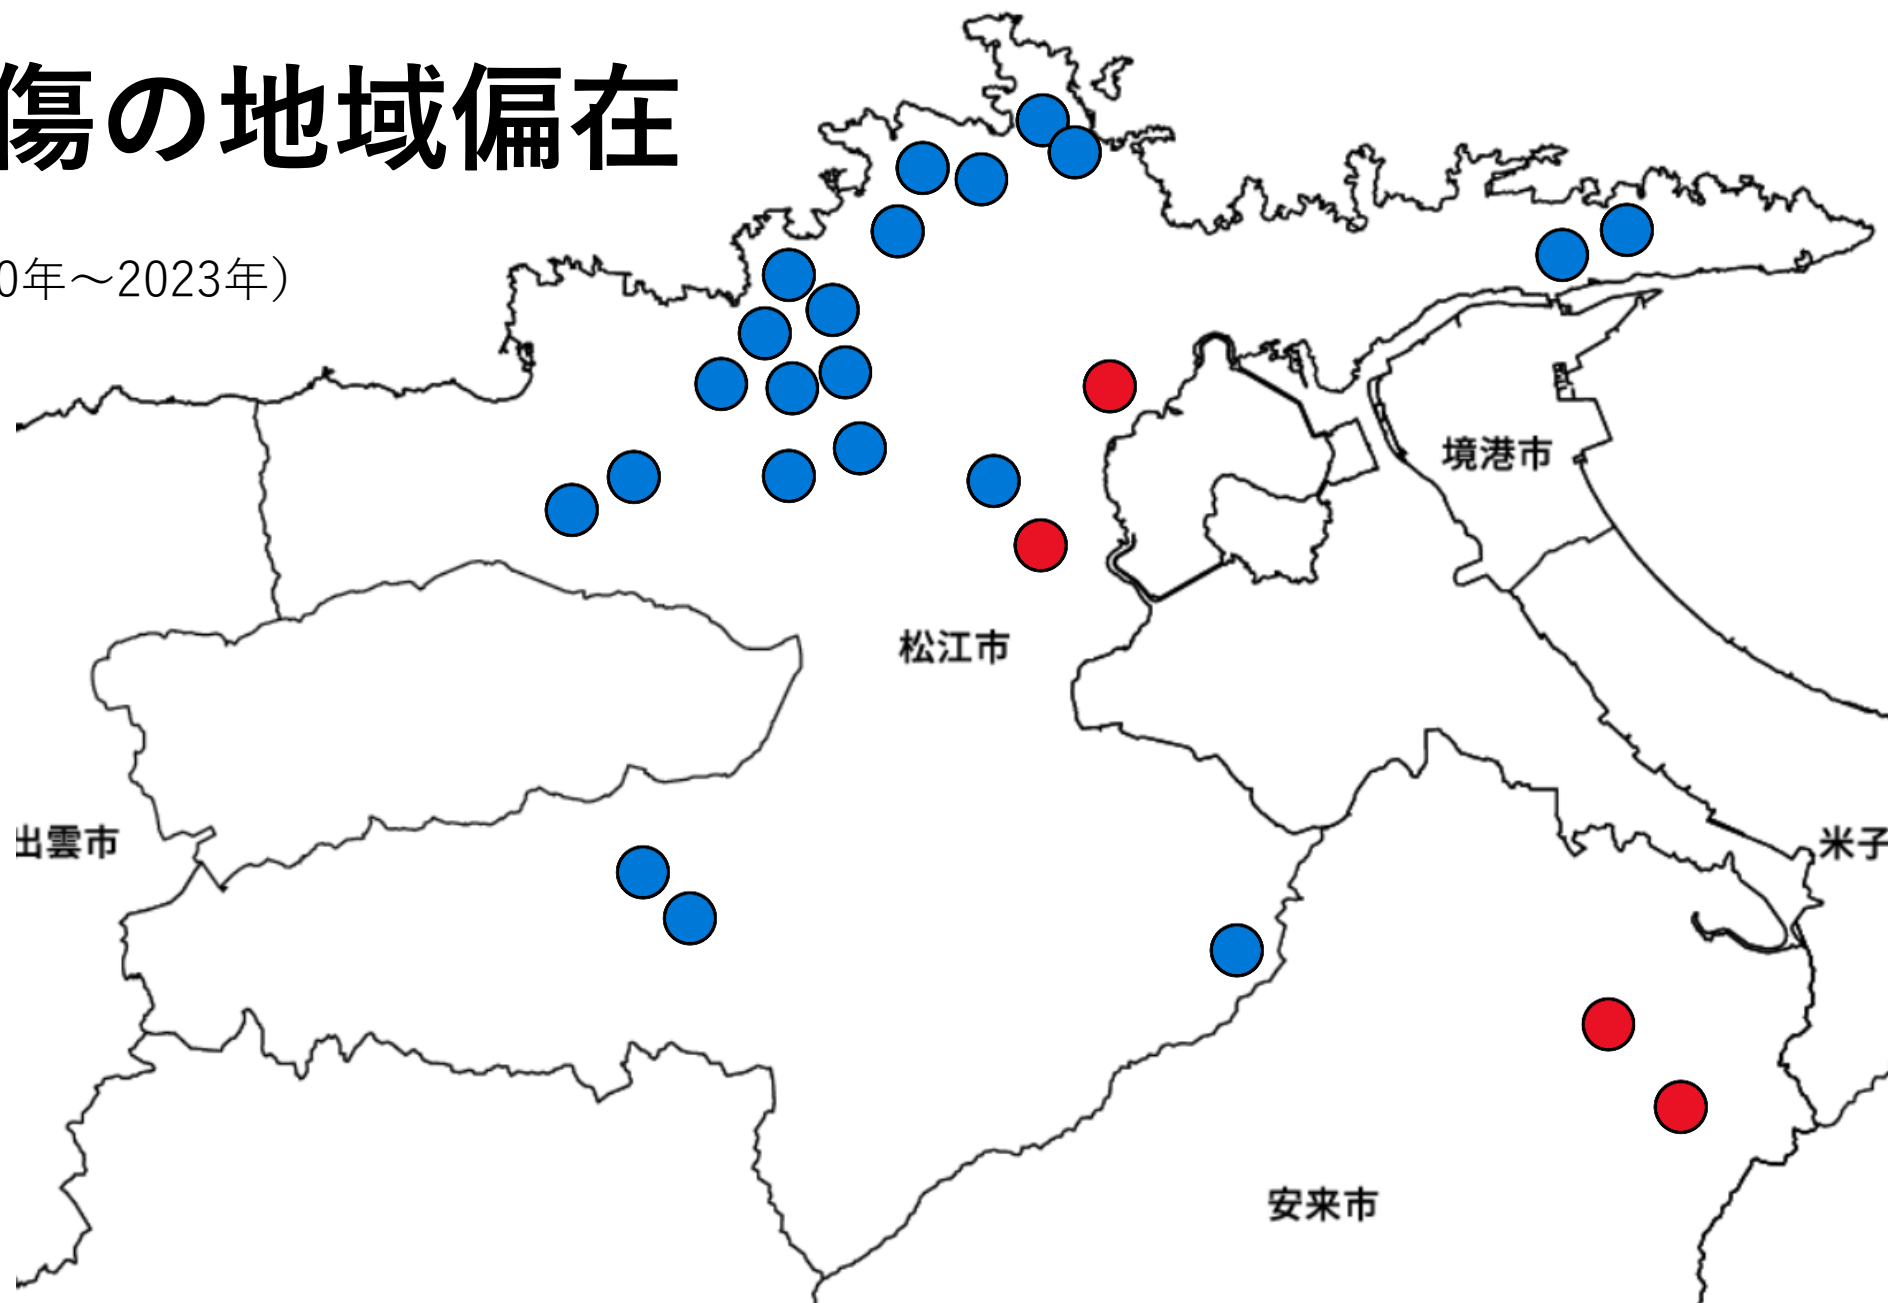 傷の地域偏在
0年～2023年）
境港市
松江市
出雲市
米子
安来市